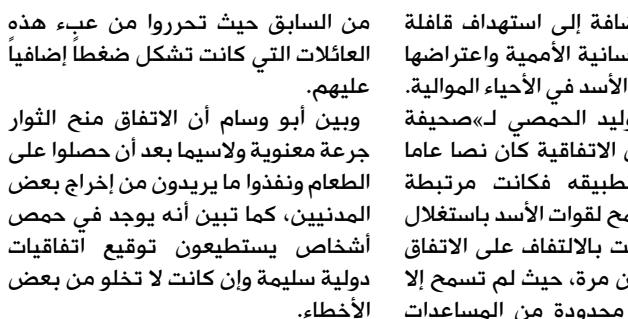 ضافة إلى استهداف قافلة
سانية الأممية واعتراضها
الأسد في الأحياء الموالية.
وليد الحمصي لـ»صحيفة
الاتفاقية كان نصا عاما
طبيقه فكانت مرتبطة
مح لقوات الأسد باستغلال
ت بالالتفاف على الاتفاق
ن مرة، حيث لم تسمح إلا
محدودة من المساعدات
من السابق حيث تحرروا من عبء هذه
العائلات التي كانت تشكل ضغطاً إضافياً
عليهم.
وبين أبو وسام أن الاتفاق منح الثوار
جرعة معنوية ولاسيما بعد أن حصلوا على
الطعام ونفذوا ما يريدون من إخراج بعض
المدنيين، كما تبين أنه يوجد في حمص
أشخاص يستطيعون توقيع اتفاقيات
دولية سليمة وإن كانت لا تخلو من بعض
الأخطاء.